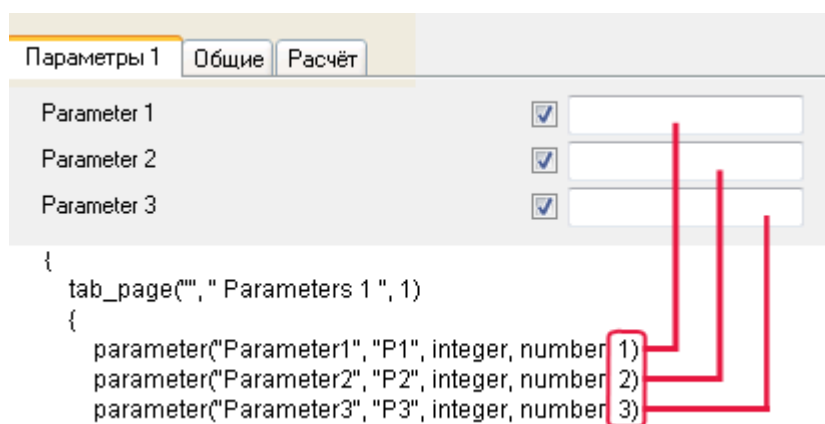 Параметры 1 Общие Расчёт
Parameter 1
Parameter 2
Parameter 3
{
tab_page("", " Parameters 1 ", 1)
{
parameter("Parameter1", "P1", integer, number 1)
parameter("Parameter2", "P2", integer, number 2)
parameter("Parameter3", "P3", integer, number 3)